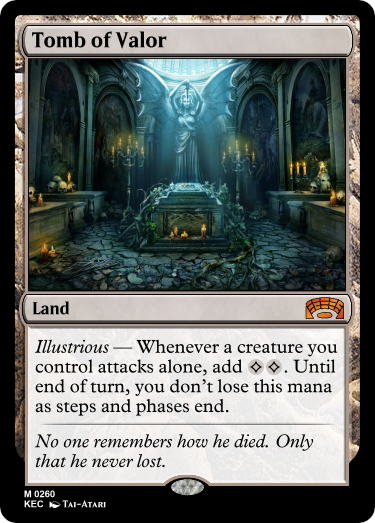 Tomb of Valor
Land
Illustrious — Whenever a creature you
control attacks alone, add ◇◇. Until
end of turn, you don't lose this mana
as steps and phases end.
No one remembers how he died. Only
that he never lost.
M 0260
KEC Tai-Atari